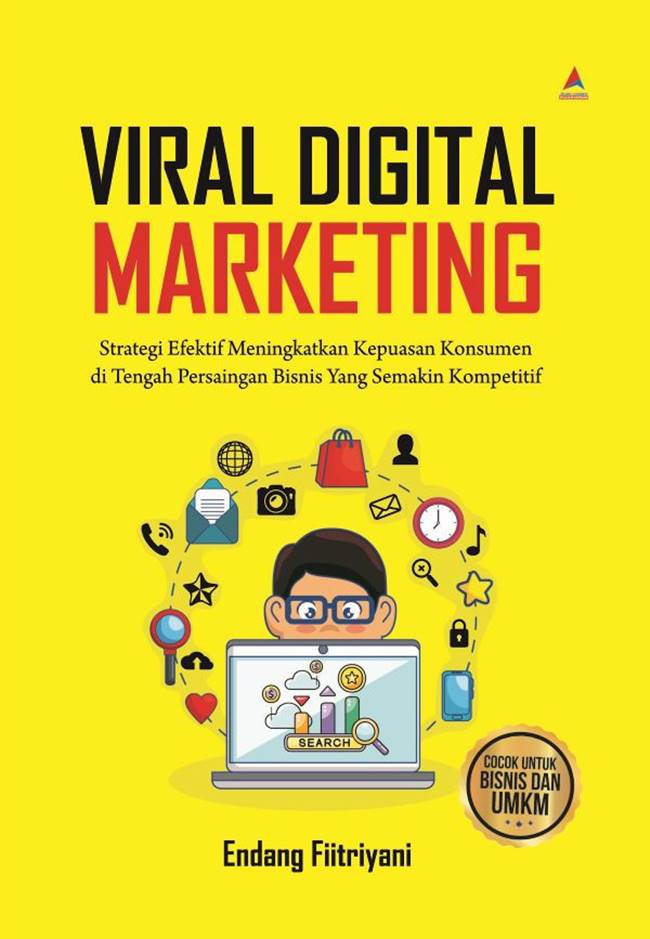 VIRAL DIGITAL
MARKETING
Strategi Efektif Meningkatkan Kepuasan Konsumen
di Tengah Persaingan Bisnis Yang Semakin Kompetitif
$
$
SEARCH
COCOK UNTUK
BISNIS DAN
UMKM
Endang Fiitriyani